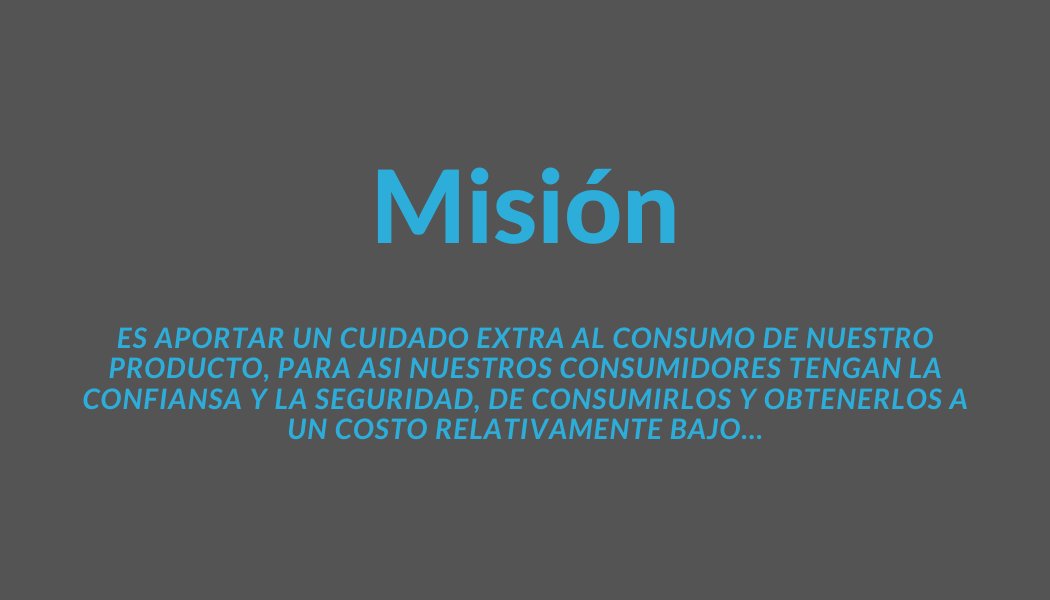 Misión
ES APORTAR UN CUIDADO EXTRA AL CONSUMO DE NUESTRO
PRODUCTO, PARA ASI NUESTROS CONSUMIDORES TENGAN LA
CONFIANSA Y LA SEGURIDAD, DE CONSUMIRLOS Y OBTENERLOS A
UN COSTO RELATIVAMENTE BAJO...